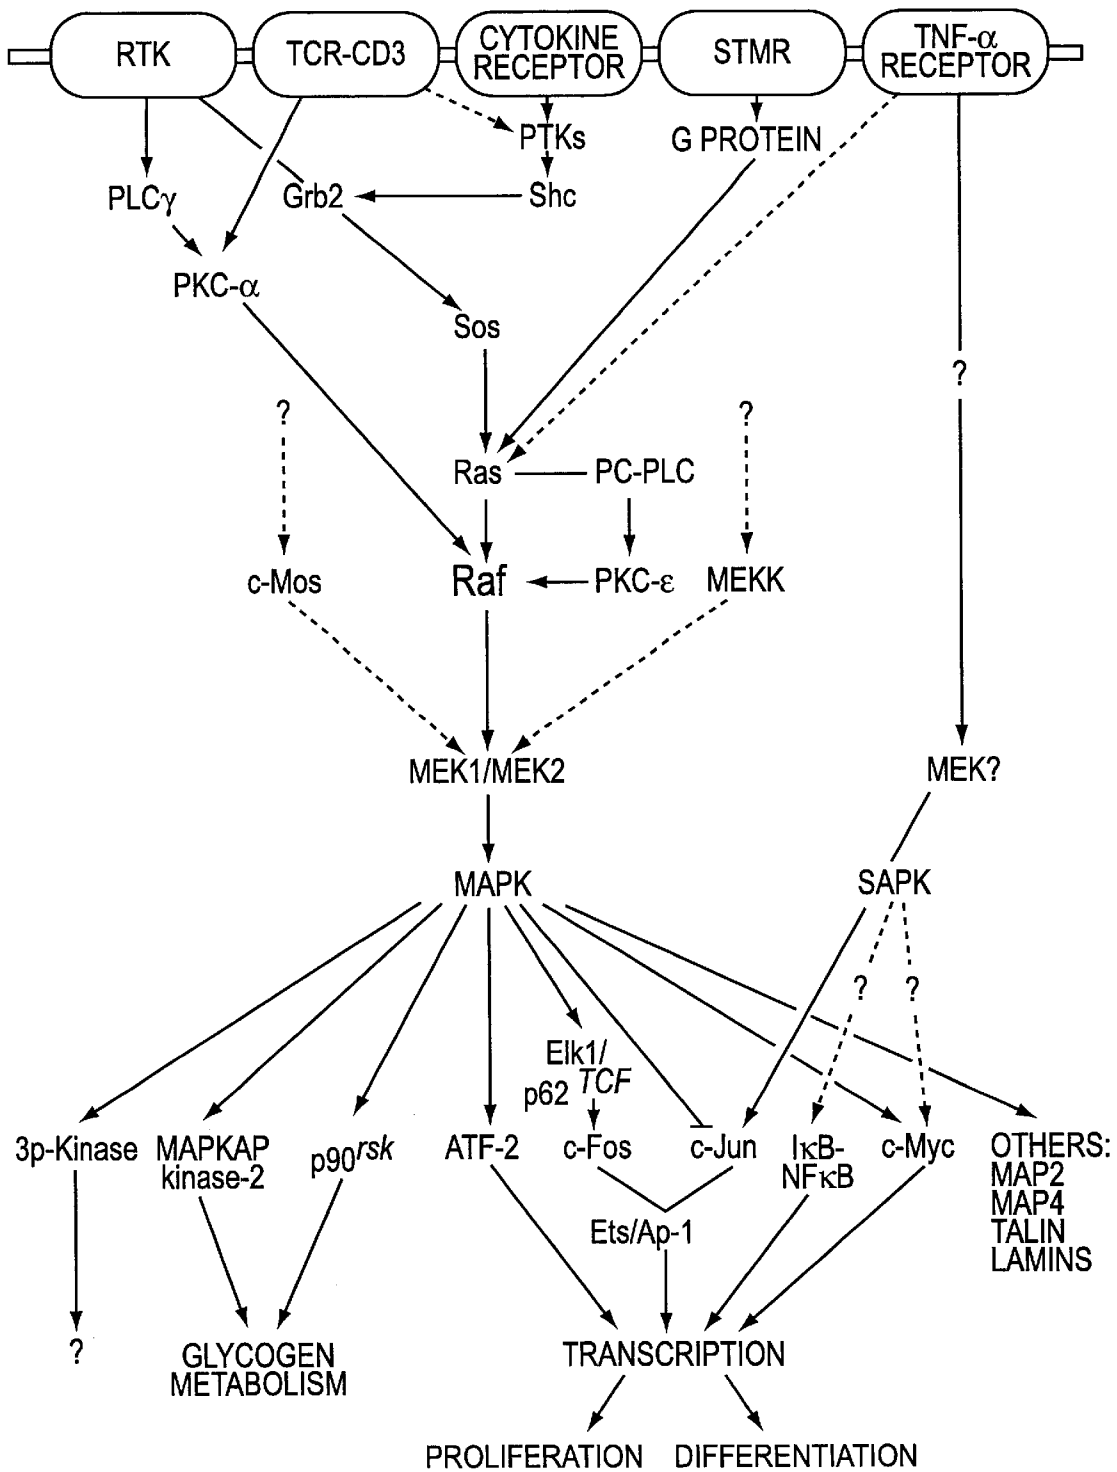 RTK
TCR-CD3
CYTOKINE
RECEPTOR
STMR
TNF-α
RECEPTOR
PTKs
G PROTEIN
PLCγ
Grb2
Shc
PKC-α
Sos
?
?
?
Ras
PC-PLC
c-Mos
Raf
PKC-ε
MEKK
MEK1/MEK2
MEK?
MAPK
SAPK
?
?
Elk1/
p62 TCF
3p-Kinase
MAPKAP
kinase-2
p90rsk
ATF-2
c-Fos
c-Jun
IκB-
NFκB
c-Myc
OTHERS:
MAP2
MAP4
TALIN
LAMINS
Ets/Ap-1
?
GLYCOGEN
METABOLISM
TRANSCRIPTION
PROLIFERATION
DIFFERENTIATION